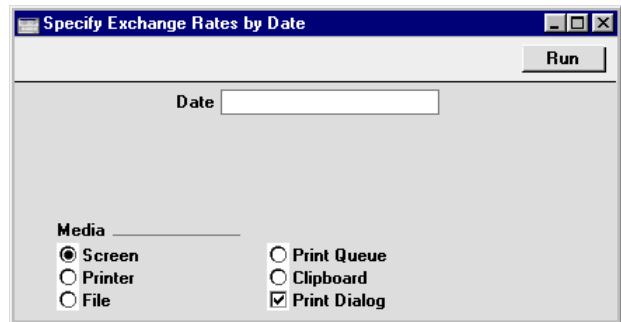 Specify Exchange Rates by Date
Run
Date
Media
Screen
Print Queue
Printer
Clipboard
File
Print Dialog